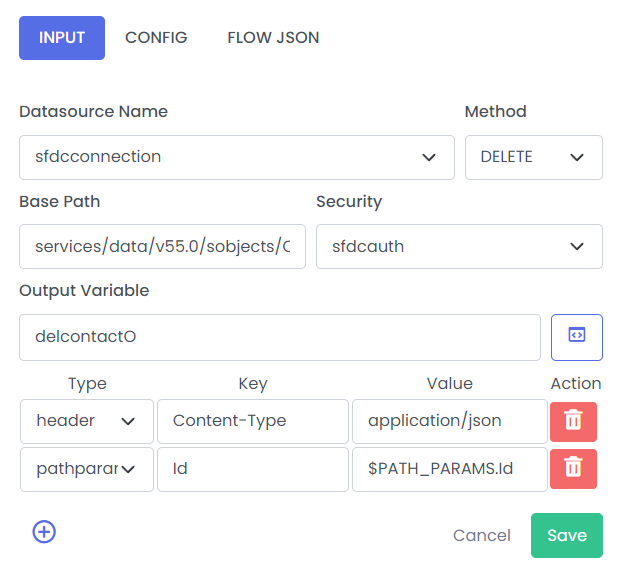 INPUT CONFIG FLOW JSON
Datasource Name Method
sfdcconnection DELETE
Base Path Security
services/data/v55.0/sobjects/C sfdcauth
Output Variable
delcontactO
Type Key Value Action
header Content-Type application/json
pathparar Id $PATH_PARAMS.Id
Cancel Save